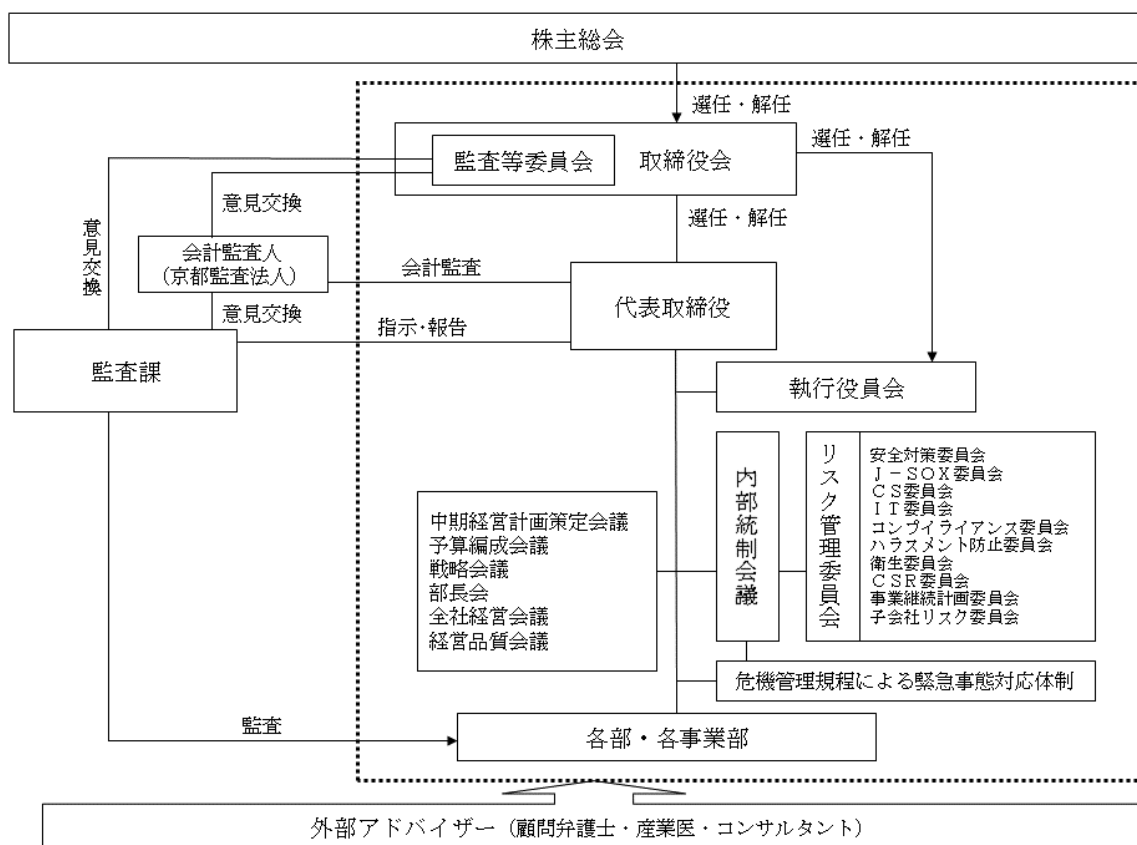 株主総会
選任・解任
監査等委員会
取締役会
選任・解任
意見交換
意見交換
選任・解任
会計監査人
(京都監査法人)
会計監査
代表取締役
意見交換
指示・報告
監査課
執行役員会
中期経営計画策定会議
予算編成会議
戦略会議
部長会
全社経営会議
経営品質会議
内部統制会議
リスク管理委員会
安全対策委員会
J-SOX委員会
CS委員会
IT委員会
コンプイライアンス委員会
ハラスメント防止委員会
衛生委員会
CSR委員会
事業継続計画委員会
子会社リスク委員会
危機管理規程による緊急事態対応体制
監査
各部・各事業部
外部アドバイザー(顧問弁護士・産業医・コンサルタント)